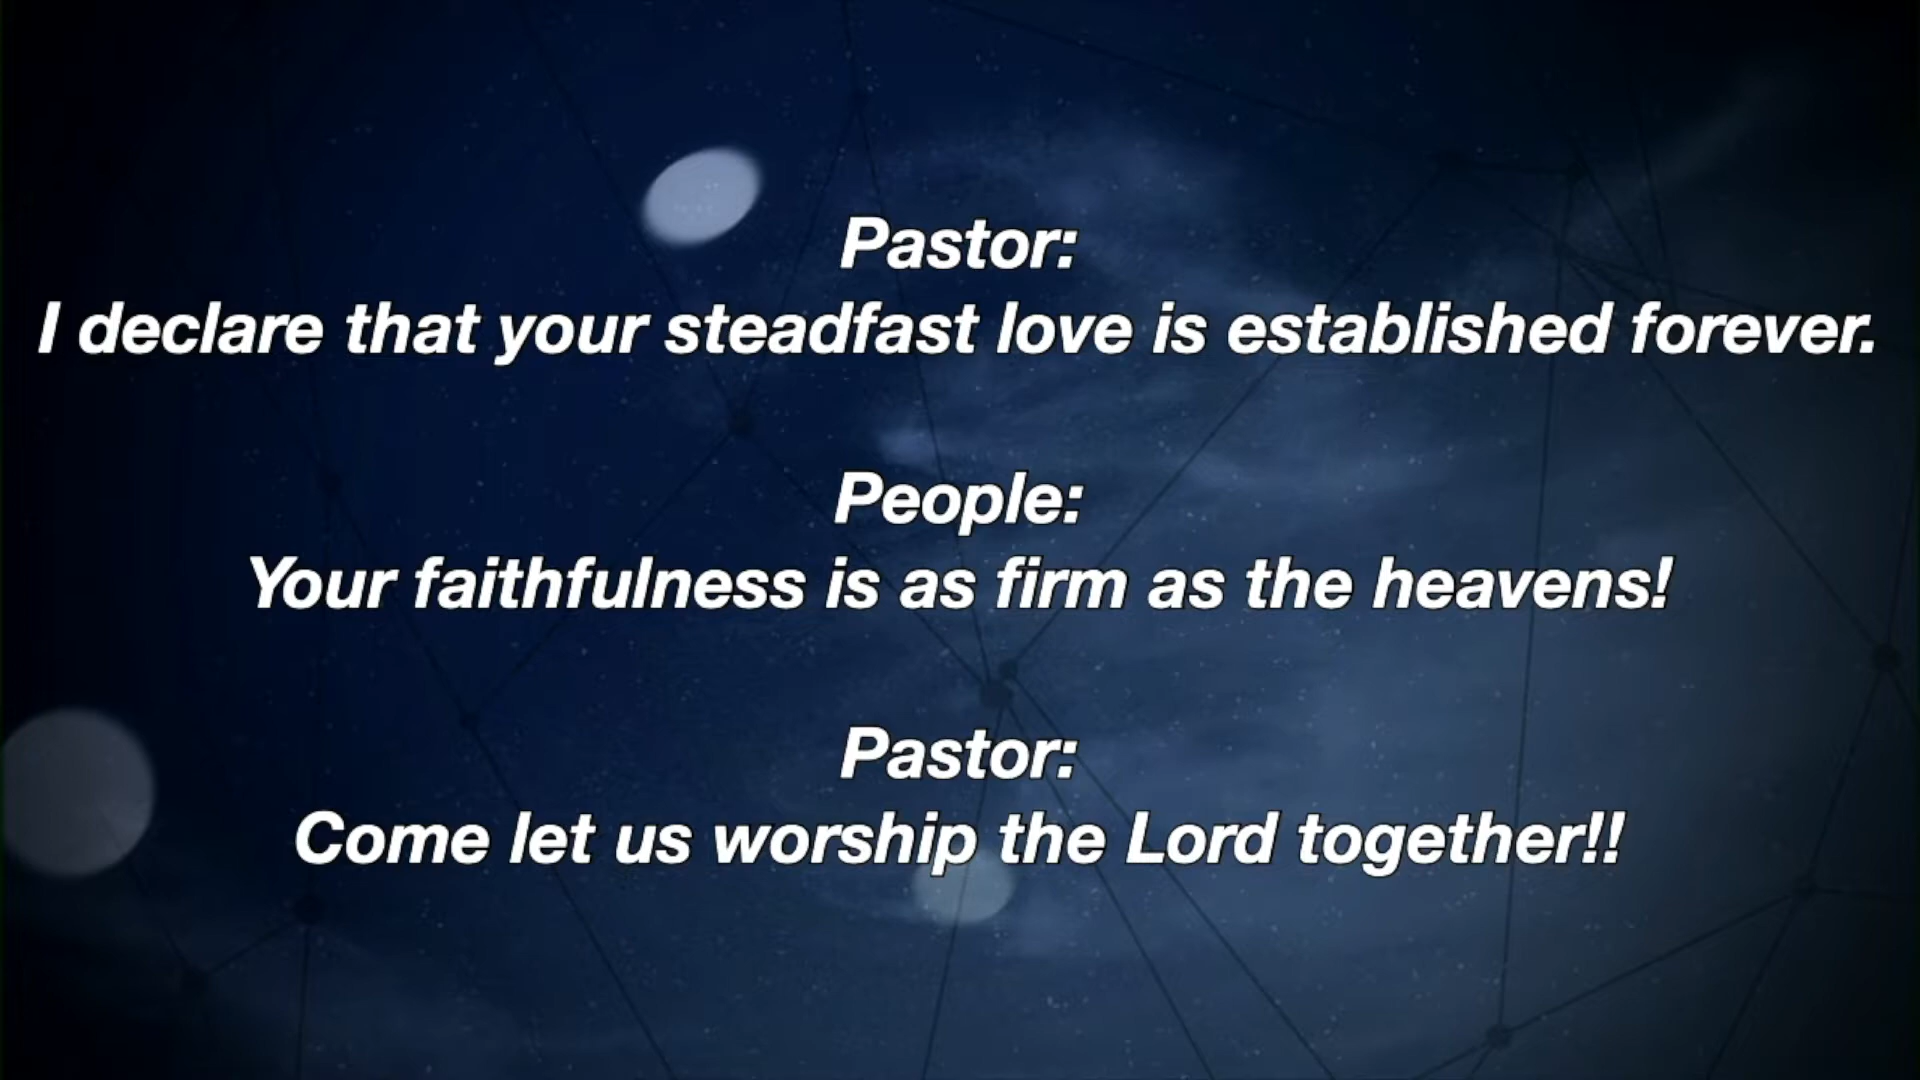 Pastor:
I declare that your steadfast love is established forever.
People:
Your faithfulness is as firm as the heavens!
Pastor:
Come let us worship the Lord together!!